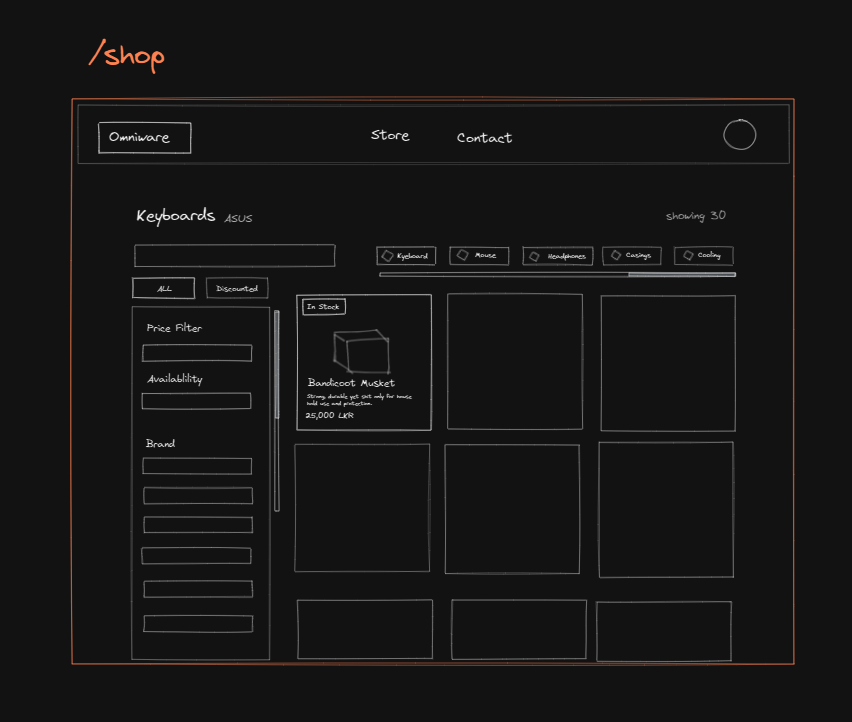 /shop
Omniware
Store
Contact
Keyboards ASUS
showing 30
Kyeboard
Mouse
Headphones
Casings
Cooling
ALL
Discounted
In Stock
Price Filter
Availablility
Brand
Bandicoot Musket
Strong, durable yet slot only for house
hold use and protection.
25,000 LKR